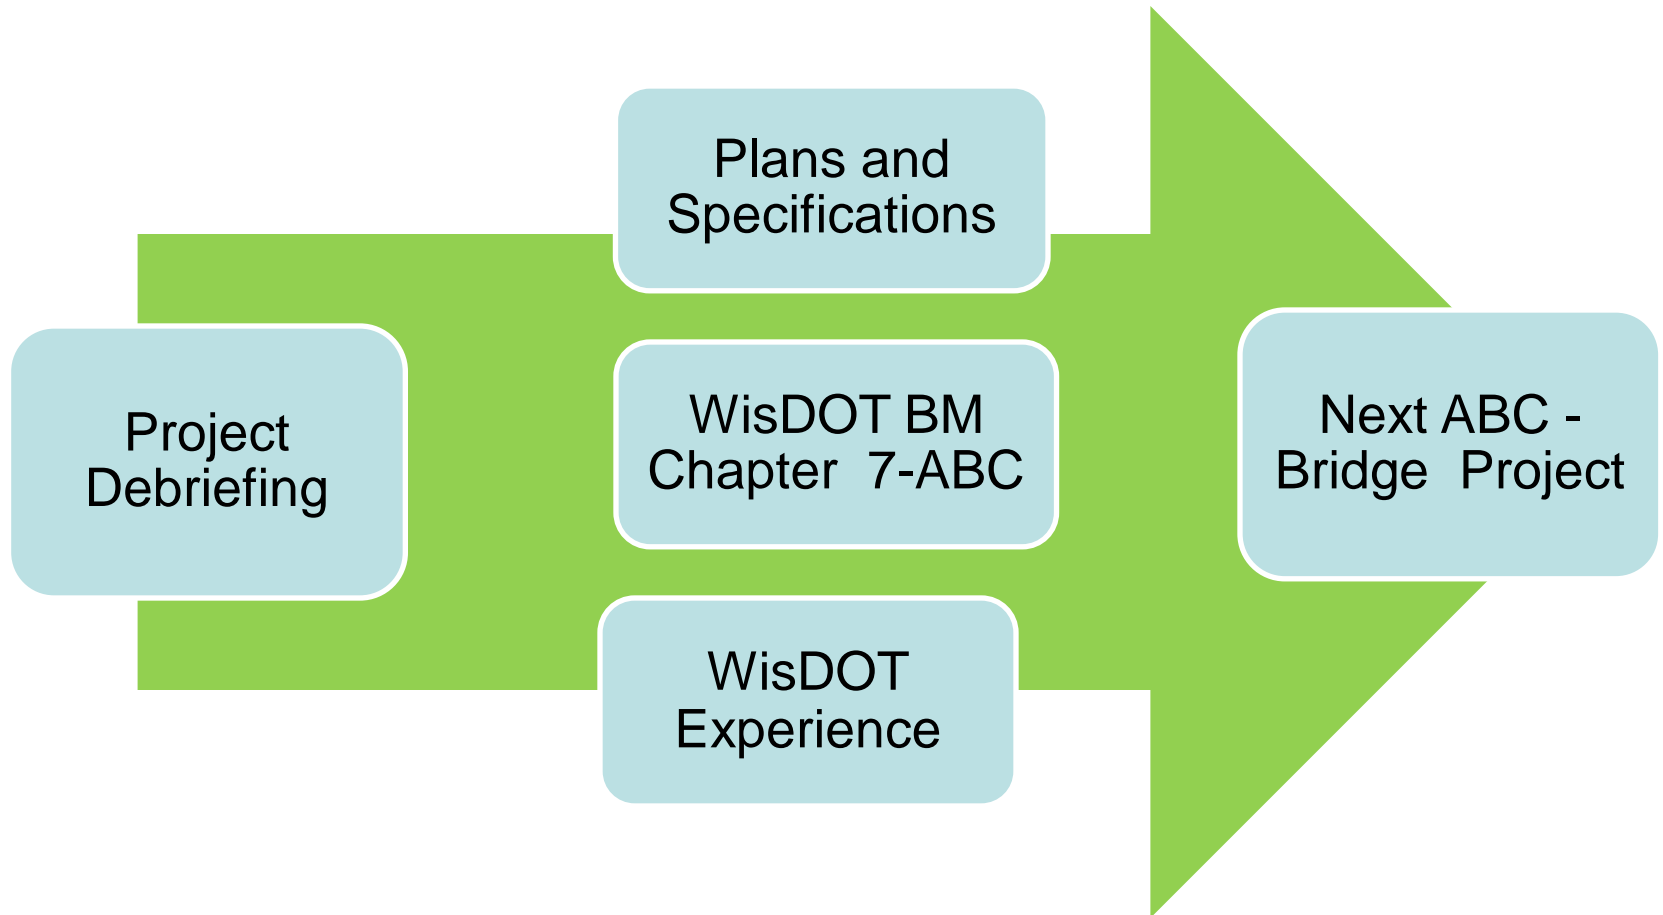 Project
Debriefing
Plans and
Specifications
WisDOT BM
Chapter  7-ABC
WisDOT
Experience
Next ABC -
Bridge  Project